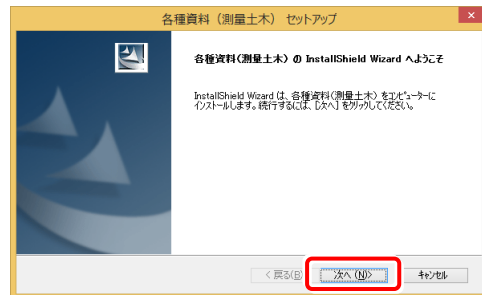 各種資料（測量土木） セットアップ
各種資料(測量土木) の InstallShield Wizard へようこそ
InstallShield Wizard は、各種資料(測量土木) をｺﾝﾋﾟｭｰﾀｰに
ｲﾝｽﾄｰﾙします。続行するには、[次へ] をｸﾘｯｸしてください。
< 戻る(B)
次へ (N)>
ｷｬﾝｾﾙ